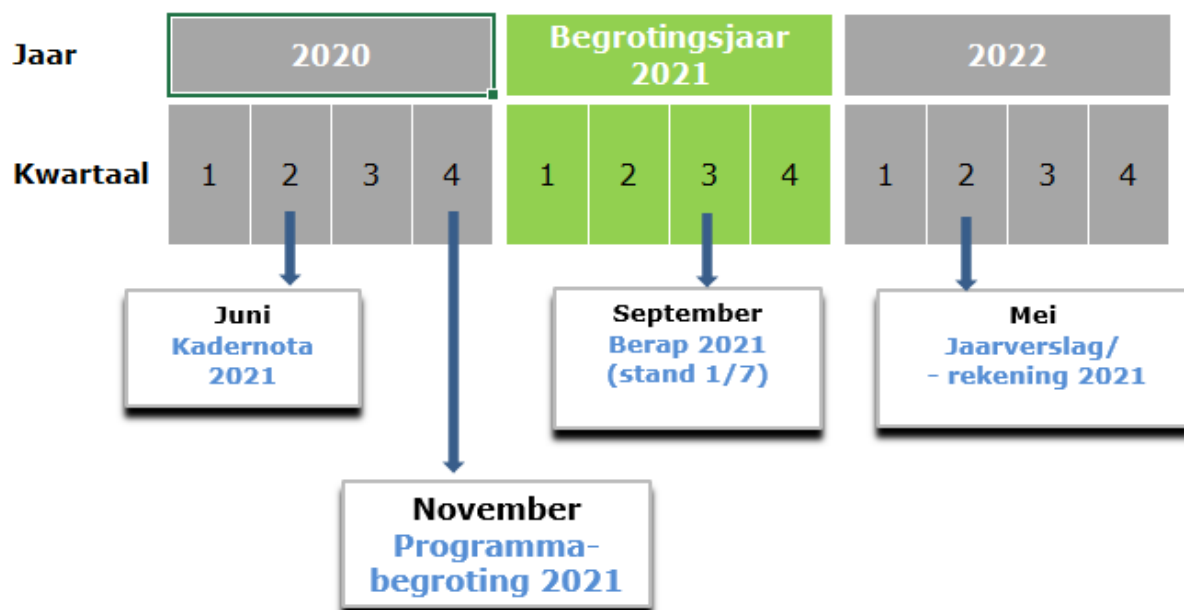 Jaar
2020
Begrotingsjaar
2021
2022
Kwartaal
1 2 3 4 1 2 3 4 1 2 3 4
Juni
Kadernota
2021
November
Programma-
begroting 2021
September
Berap 2021
(stand 1/7)
Mei
Jaarverslag/
- rekening 2021